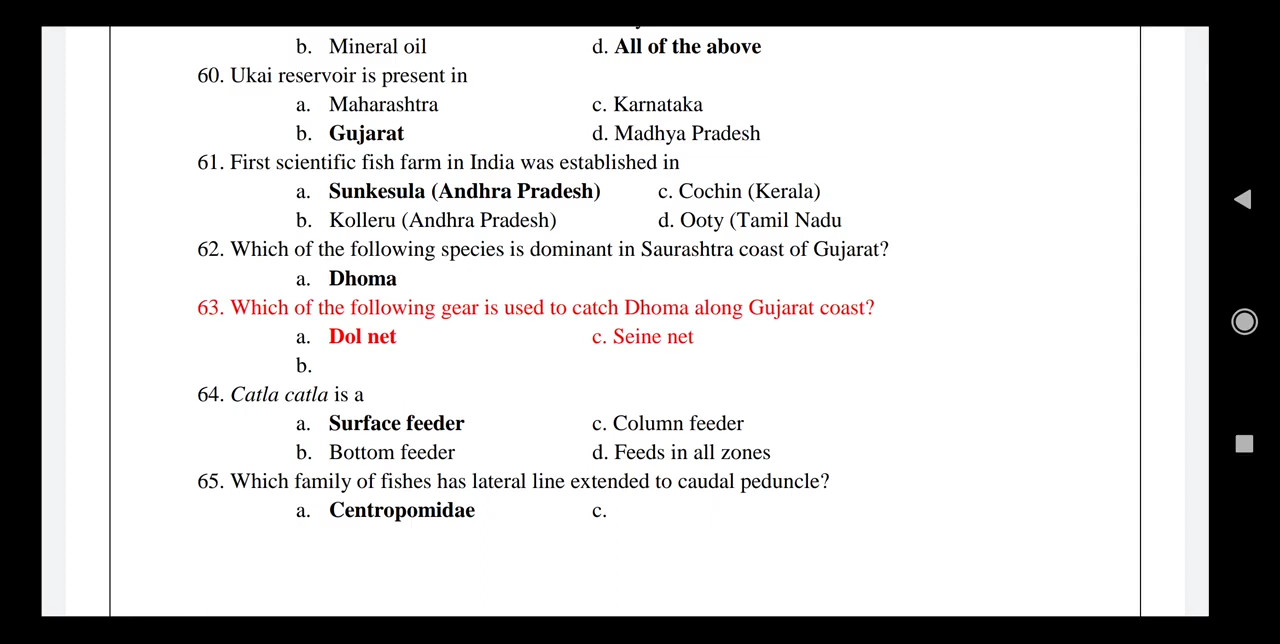 b. Mineral oil d. All of the above
60. Ukai reservoir is present in
a. Maharashtra c. Karnataka
b. Gujarat d. Madhya Pradesh
61. First scientific fish farm in India was established in
a. Sunkesula (Andhra Pradesh) c. Cochin (Kerala)
b. Kolleru (Andhra Pradesh) d. Ooty (Tamil Nadu
62. Which of the following species is dominant in Saurashtra coast of Gujarat?
a. Dhoma
63. Which of the following gear is used to catch Dhoma along Gujarat coast?
a. Dol net c. Seine net
b.
64. Catla catla is a
a. Surface feeder c. Column feeder
b. Bottom feeder d. Feeds in all zones
65. Which family of fishes has lateral line extended to caudal peduncle?
a. Centropomidae c.